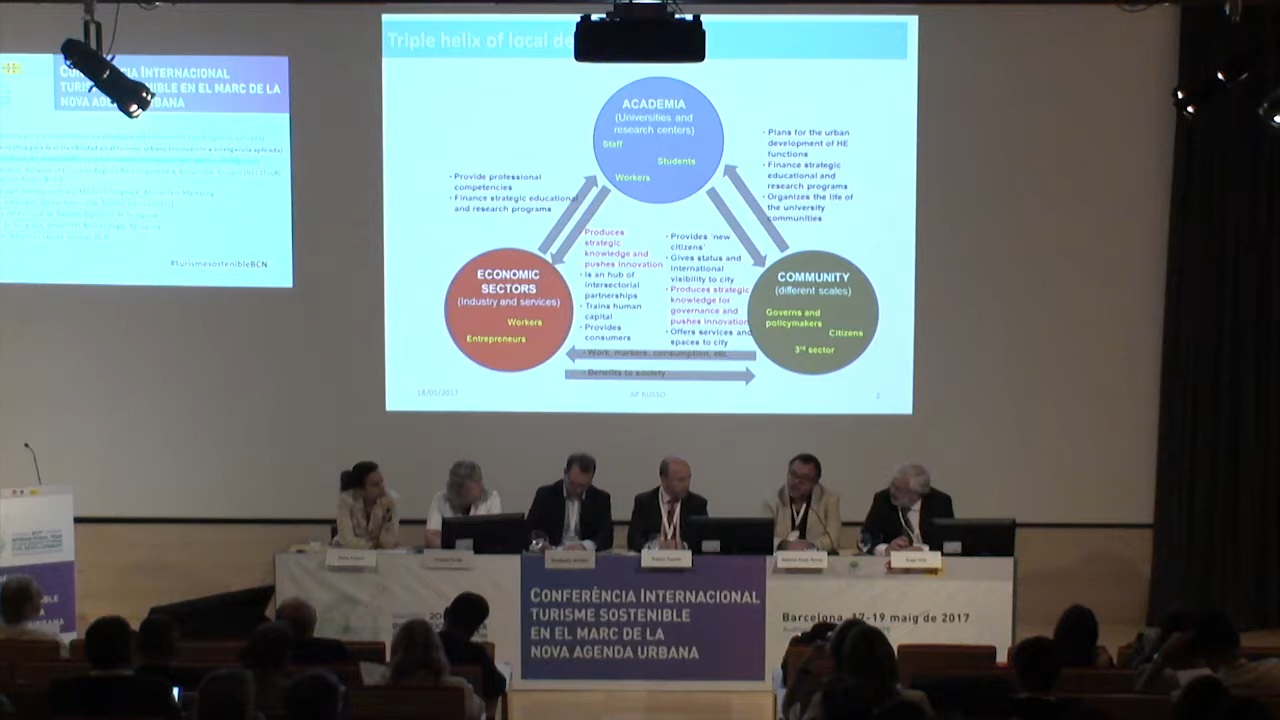 Triple helix of local de
ACADEMIA
(Universities and
research centers)
Staff
Students
Workers
• Plans for the urban
development of HE
functions
• Finance strategic
educational and
research programs
• Organizes the life of
the university
communities
• Provide professional
competencies
• Finance strategic educational
and research programs
Produces
strategic
knowledge and
pushes innovation
• Is an hub of
intersectorial
partnerships
• Trains human
capital
• Provides
consumers
• Provides 'new
citizens'
• Gives status and
international
visibility to city
• Produces strategic
knowledge for
governance and
pushes innovation
• Offers services and
spaces to city
ECONOMIC
SECTORS
(Industry and services)
Workers
Entrepreneurs
COMMUNITY
(different scales)
Governs and
policymakers
Citizens
3rd sector
• Work, markers, consumption, etc.
• Benefits to society
18/05/2017
AP RUSSO
2
CONFERÈNCIA INTERNACIONAL
TURISME SOSTENIBLE EN EL MARC DE LA
NOVA AGENDA URBANA
#turismesostenibleBCN
INTERNATIONAL YEAR
FOR DEVELOPMENT
CONFERÈNCIA INTERNACIONAL
TURISME SOSTENIBLE
EN EL MARC DE LA
NOVA AGENDA URBANA
Barcelona, 17-19 maig de 2017